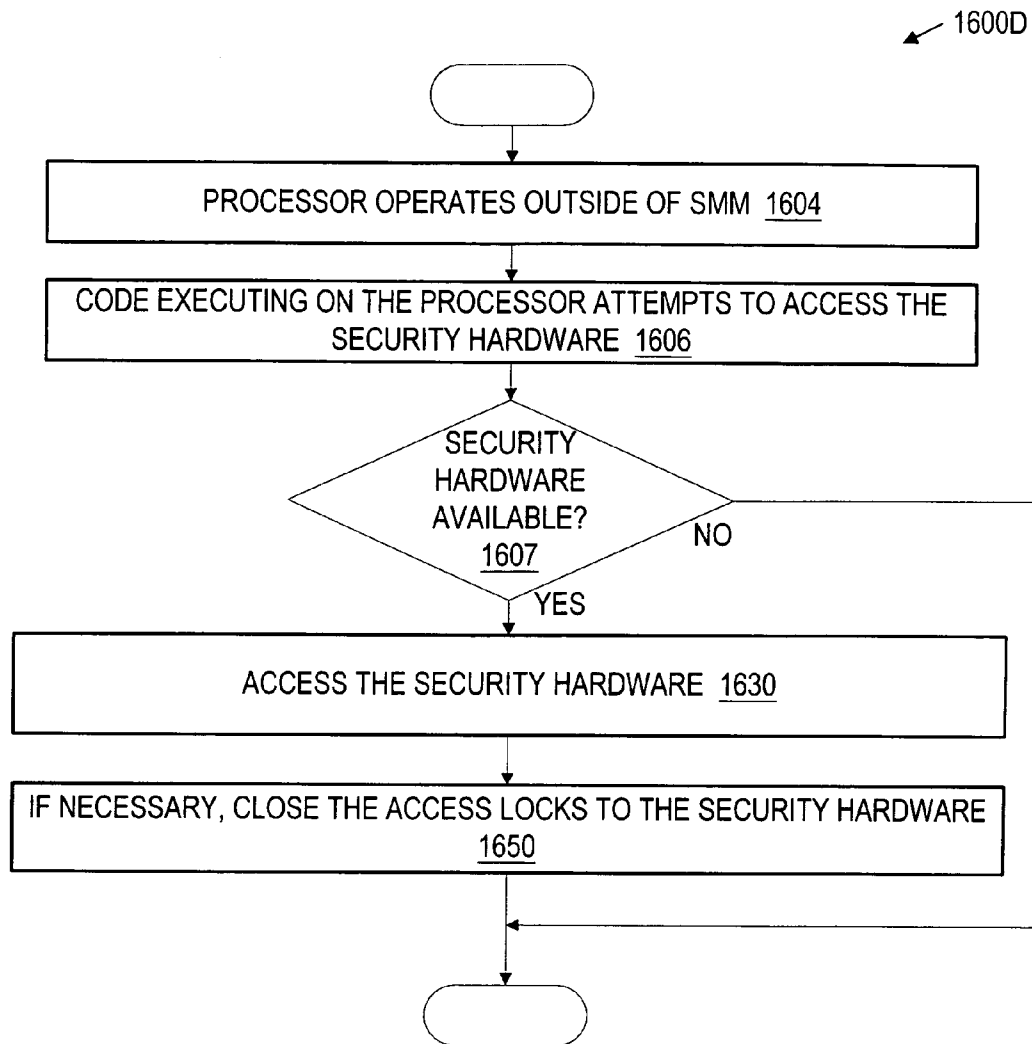 1600D
PROCESSOR OPERATES OUTSIDE OF SMM 1604
CODE EXECUTING ON THE PROCESSOR ATTEMPTS TO ACCESS THE
SECURITY HARDWARE 1606
SECURITY
HARDWARE
AVAILABLE?
1607
NO
YES
ACCESS THE SECURITY HARDWARE 1630
IF NECESSARY, CLOSE THE ACCESS LOCKS TO THE SECURITY HARDWARE
1650